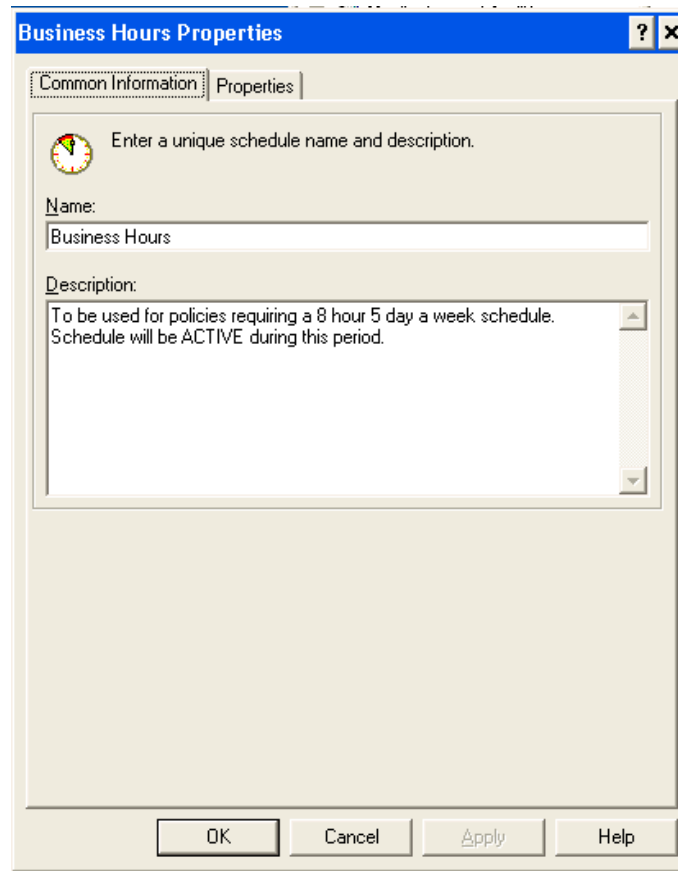 Business Hours Properties
Common Information Properties
Enter a unique schedule name and description.
Name:
Business Hours
Description:
To be used for policies requiring a 8 hour 5 day a week schedule.
Schedule will be ACTIVE during this period.
OK Cancel Apply Help